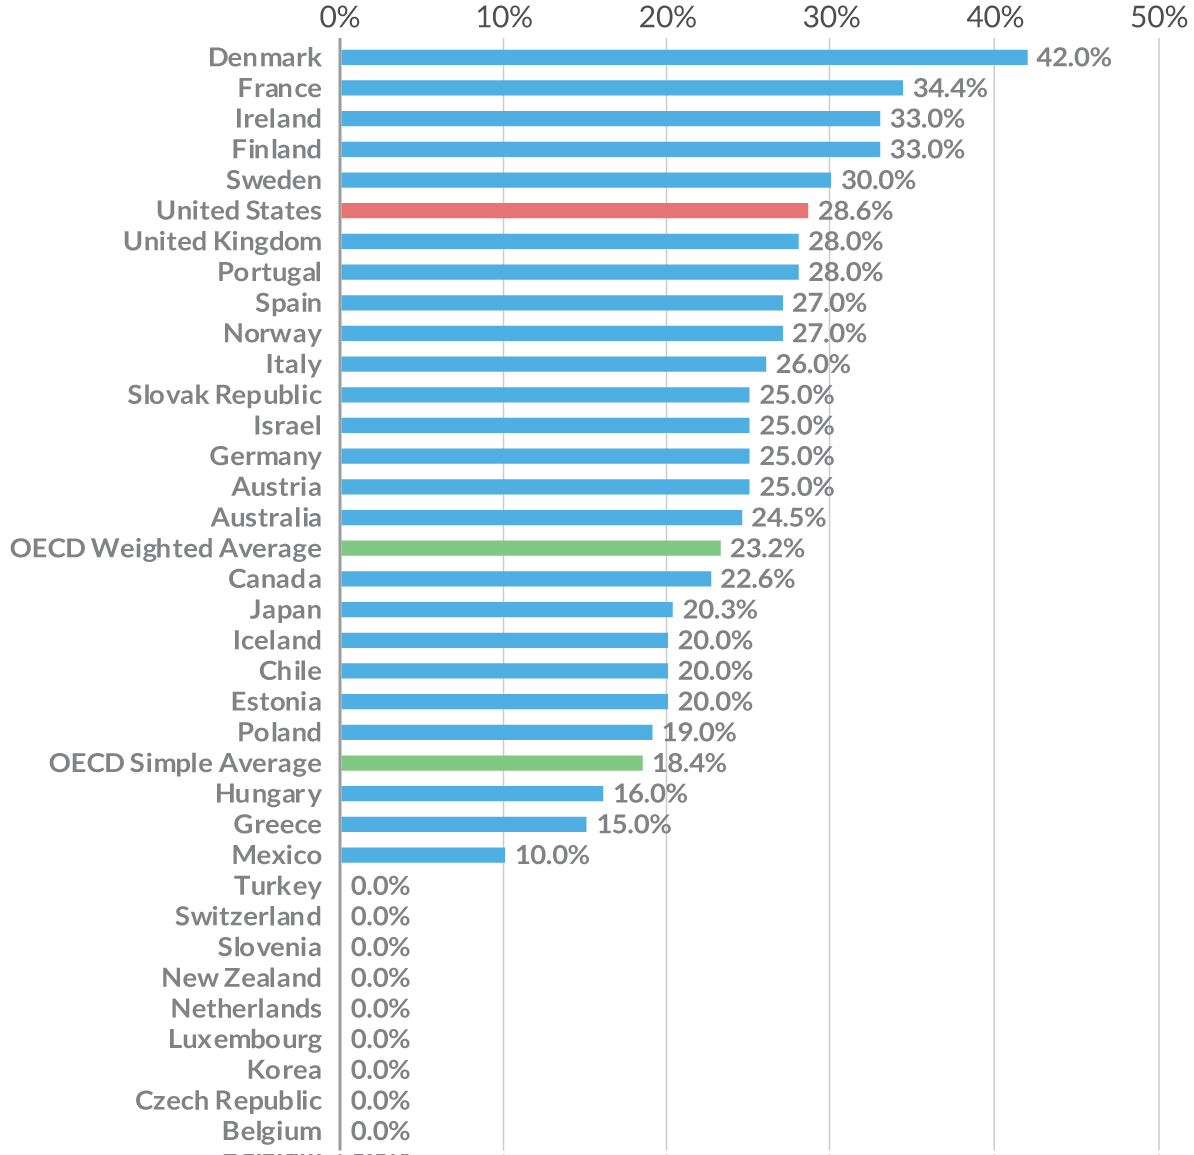 0% 10% 20% 30% 40% 50%
Denmark 42.0%
France 34.4%
Ireland 33.0%
Finland 33.0%
Sweden 30.0%
United States 28.6%
United Kingdom 28.0%
Portugal 28.0%
Spain 27.0%
Norway 27.0%
Italy 26.0%
Slovak Republic 25.0%
Israel 25.0%
Germany 25.0%
Austria 25.0%
Australia 24.5%
OECD Weighted Average 23.2%
Canada 22.6%
Japan 20.3%
Iceland 20.0%
Chile 20.0%
Estonia 20.0%
Poland 19.0%
OECD Simple Average 18.4%
Hungary 16.0%
Greece 15.0%
Mexico 10.0%
Turkey 0.0%
Switzerland 0.0%
Slovenia 0.0%
New Zealand 0.0%
Netherlands 0.0%
Luxembourg 0.0%
Korea 0.0%
Czech Republic 0.0%
Belgium 0.0%